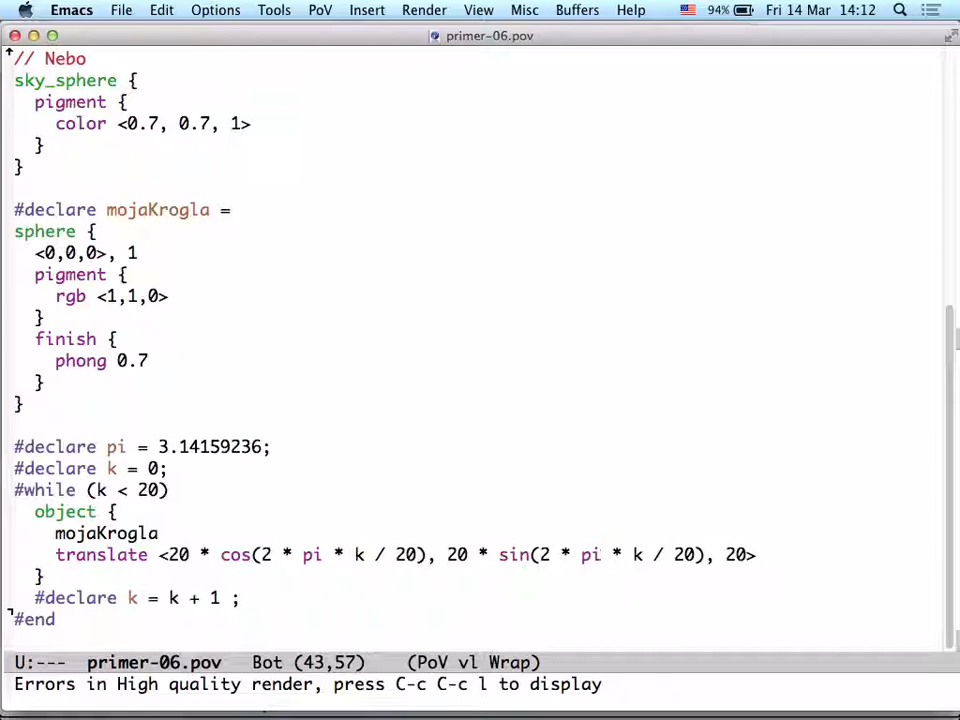 Emacs File Edit Options Tools PoV Insert Render View Misc Buffers Help 94% Fri 14 Mar 14:12
primer-06.pov
// Nebo
sky_sphere {
pigment {
color <0.7, 0.7, 1>
}
}
#declare mojaKrogla =
sphere {
<0,0,0>, 1
pigment {
rgb <1,1,0>
}
finish {
phong 0.7
}
}
#declare pi = 3.14159236;
#declare k = 0;
#while (k < 20)
object {
mojaKrogla
translate <20 * cos(2 * pi * k / 20), 20 * sin(2 * pi * k / 20), 20>
}
#declare k = k + 1 ;
#end
U:--- primer-06.pov Bot (43,57) (PoV vl Wrap)
Errors in High quality render, press C-c C-c l to display